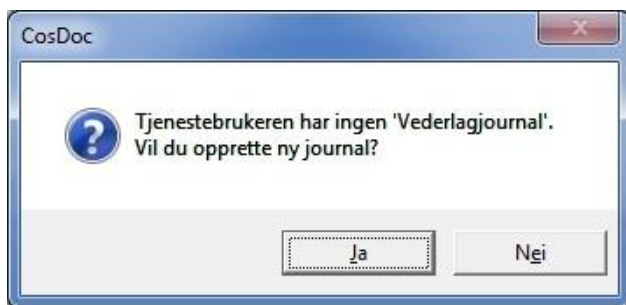 CosDoc
Tjenestebrukeren har ingen 'Vederlagjournal'.
Vil du opprette ny journal?
Ja
Nei